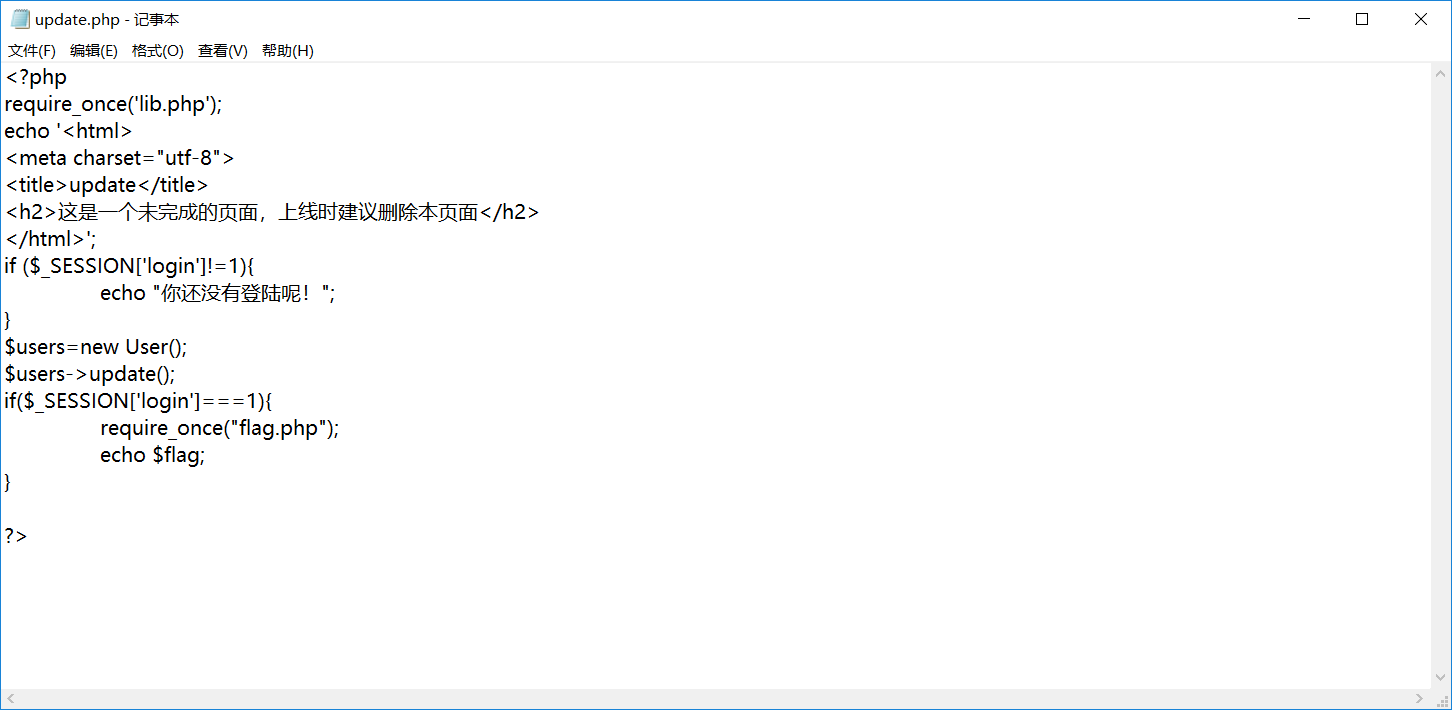 update.php - 记事本
文件(F) 编辑(E) 格式(O) 查看(V) 帮助(H)
<?php
require_once('lib.php');
echo '<html>
<meta charset="utf-8">
<title>update</title>
<h2>这是一个未完成的页面，上线时建议删除本页面</h2>
</html>';
if ($_SESSION['login']!=1){
	echo "你还没有登陆呢！";
}
$users=new User();
$users->update();
if($_SESSION['login']===1){
	require_once("flag.php");
	echo $flag;
}

?>